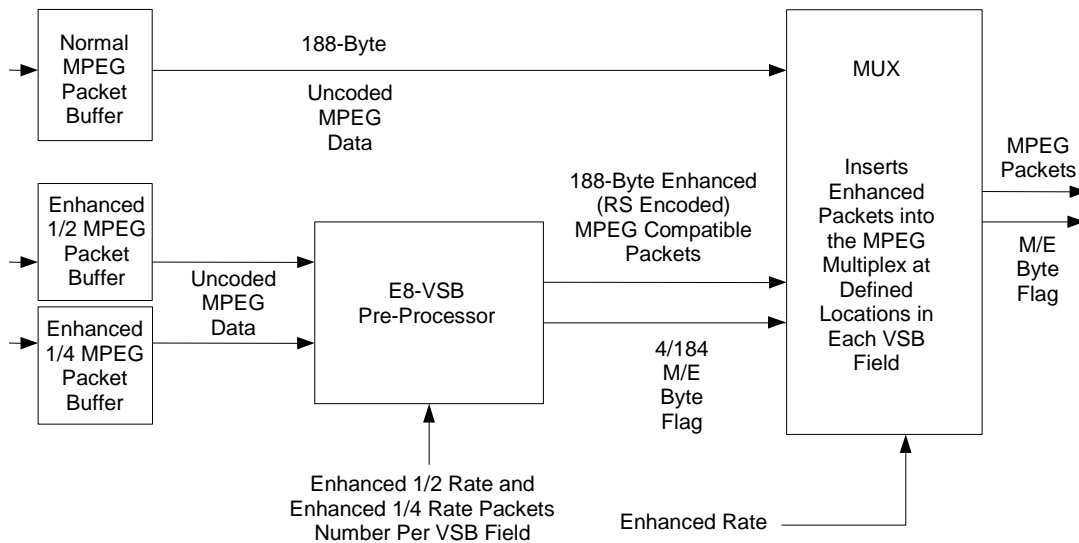 Normal
MPEG
Packet
Buffer
188-Byte
Uncoded
MPEG
Data
MUX
Inserts
Enhanced
Packets into
the MPEG
Multiplex at
Defined
Locations in
Each VSB
Field
MPEG
Packets
M/E
Byte
Flag
Enhanced
1/2 MPEG
Packet
Buffer
Uncoded
MPEG
Data
Enhanced
1/4 MPEG
Packet
Buffer
E8-VSB
Pre-Processor
188-Byte Enhanced
(RS Encoded)
MPEG Compatible
Packets
4/184
M/E
Byte
Flag
Enhanced 1/2 Rate and
Enhanced 1/4 Rate Packets
Number Per VSB Field
Enhanced Rate